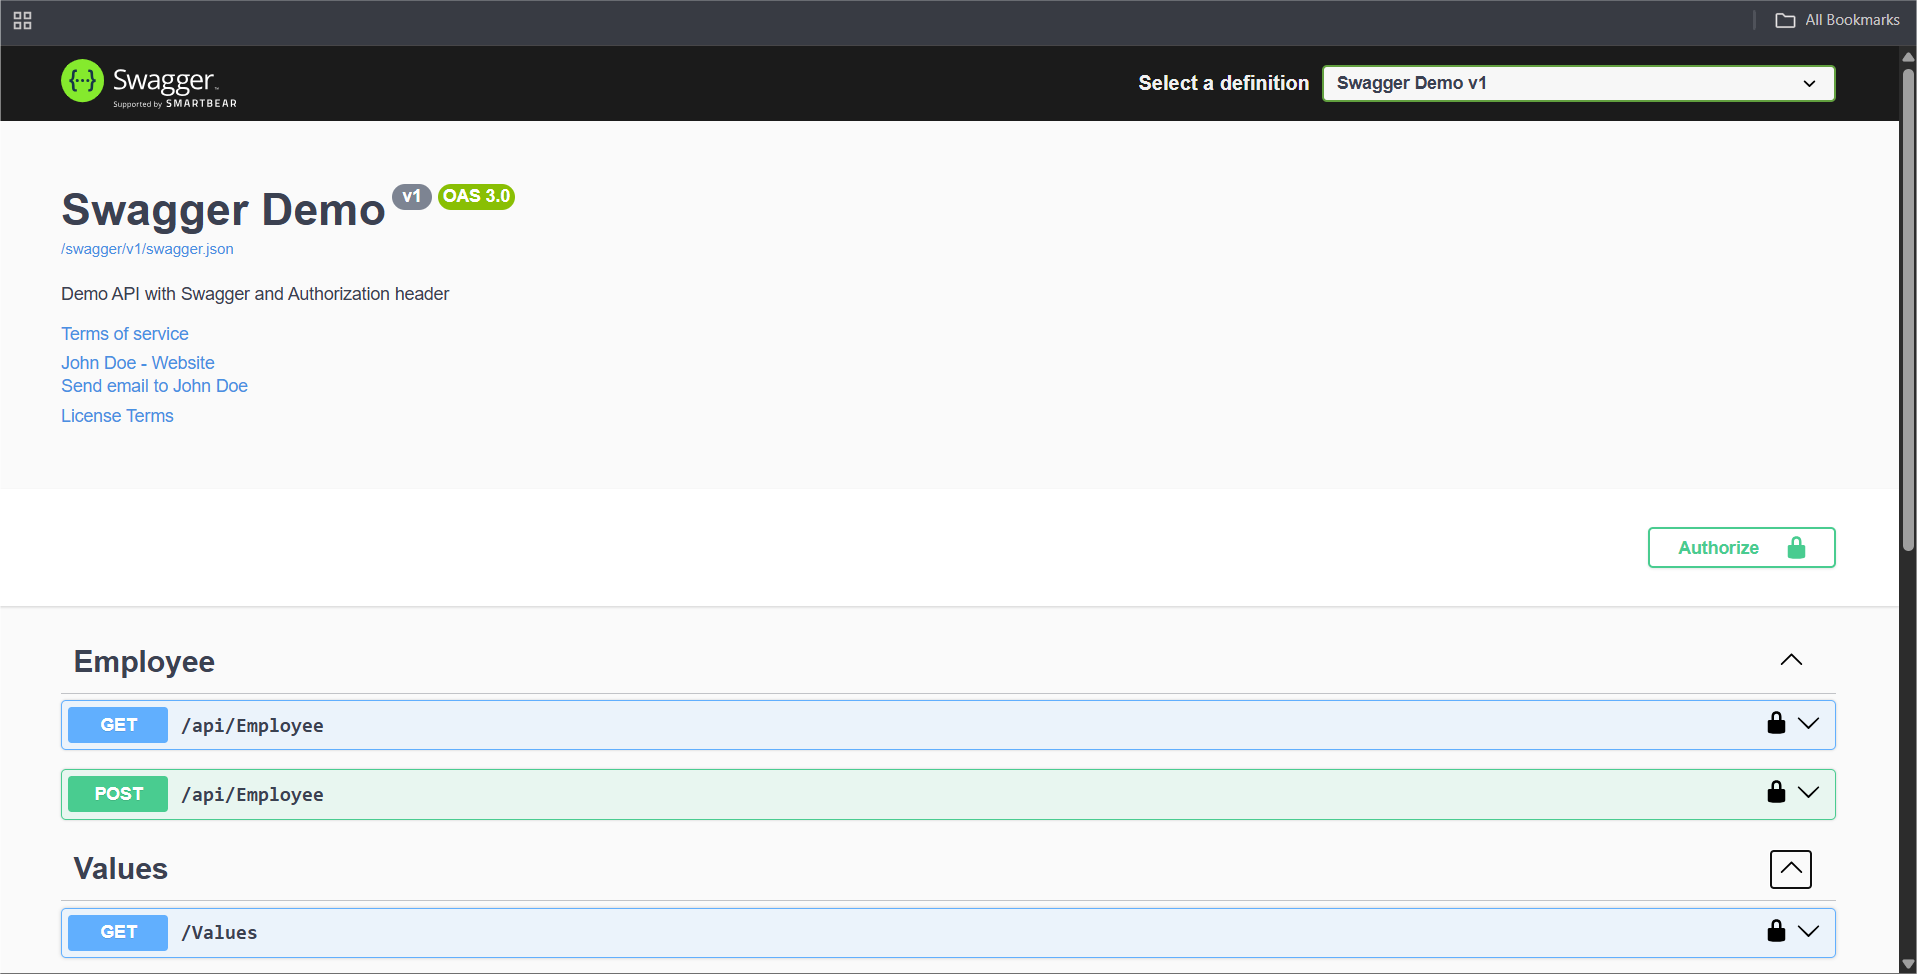 All Bookmarks
{...} Swagger™
Supported by SMARTBEAR
Select a definition
Swagger Demo v1
Swagger Demo v1 OAS 3.0
/swagger/v1/swagger.json
Demo API with Swagger and Authorization header
Terms of service
John Doe - Website
Send email to John Doe
License Terms
Authorize
Employee
GET /api/Employee
POST /api/Employee
Values
GET /Values